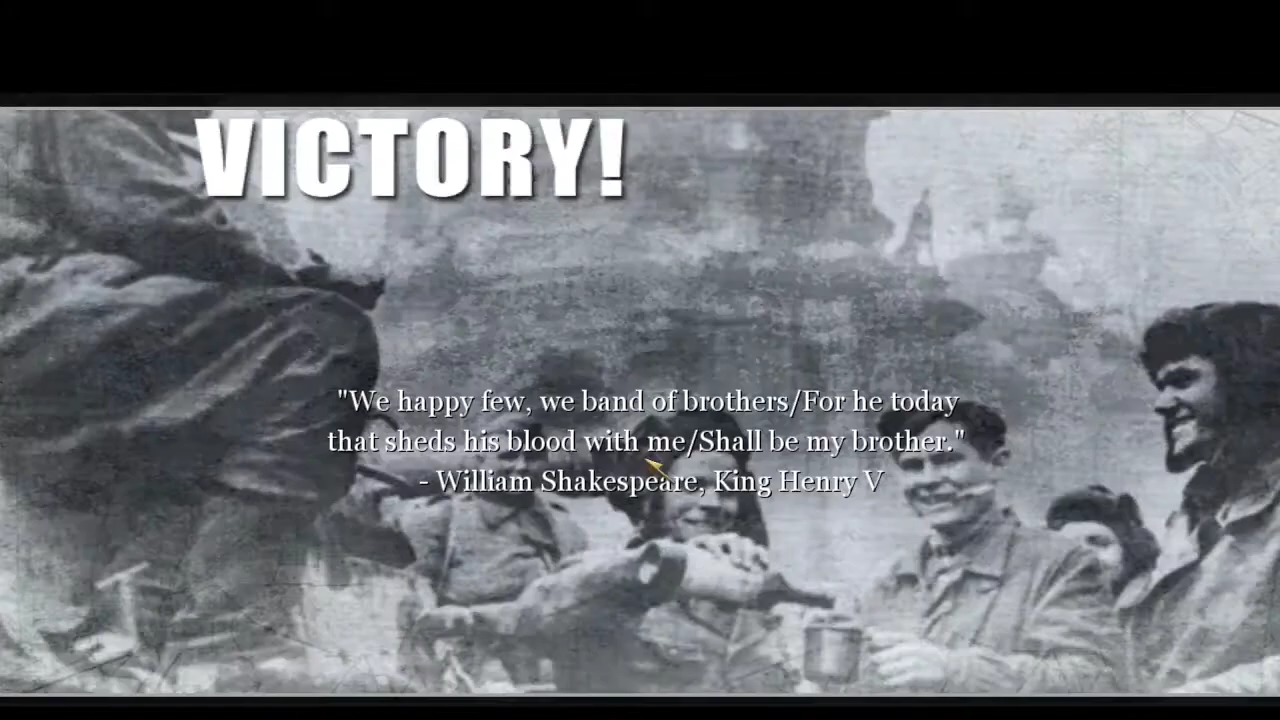 VICTORY!
"We happy few, we band of brothers/For he today
that sheds his blood with me/Shall be my brother."
- William Shakespeare, King Henry V